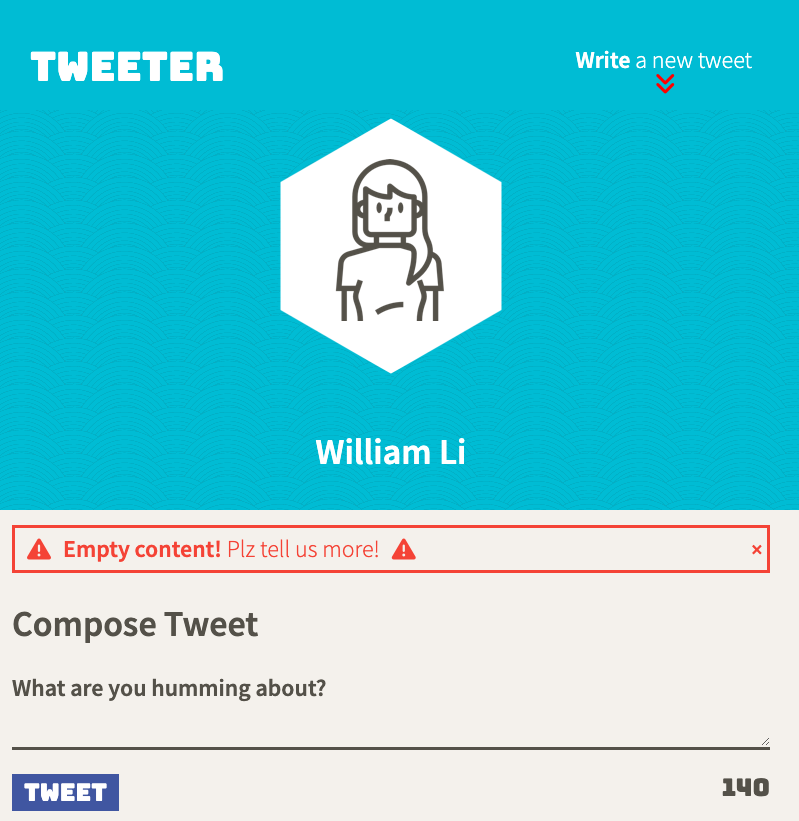 TWEETER
Write a new tweet
William Li
Empty content! Plz tell us more!
×
Compose Tweet
What are you humming about?
TWEET
140